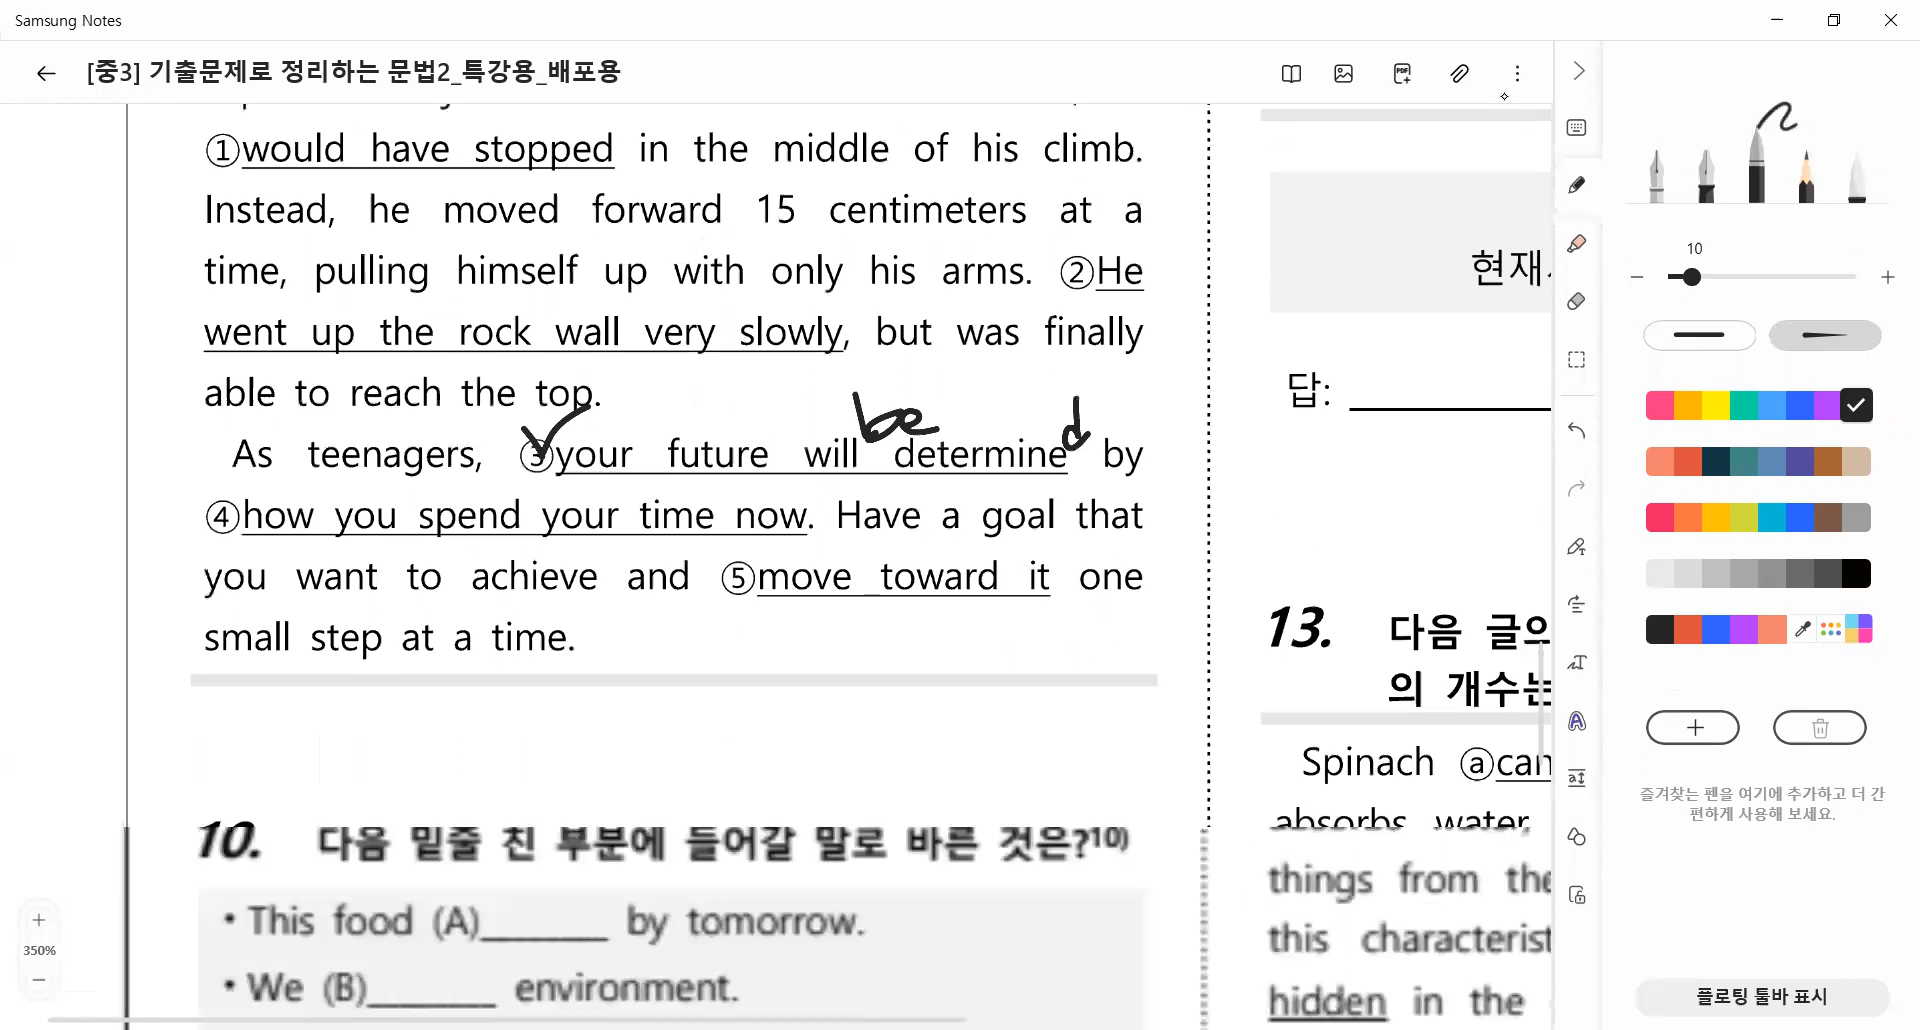 Samsung Notes
[중3] 기출문제로 정리하는 문법2_특강용_배포용
①would have stopped in the middle of his climb.
Instead, he moved forward 15 centimeters at a
time, pulling himself up with only his arms. ②He
went up the rock wall very slowly, but was finally
able to reach the top.
be d
As teenagers, ③your future will determine by
④how you spend your time now. Have a goal that
you want to achieve and ⑤move toward it one
small step at a time.
10. 다음 밑줄 친 부분에 들어갈 말로 바른 것은?10)
• This food (A)_______ by tomorrow.
• We (B)_______ environment.
답:
13. 다음 글의
의 개수는
Spinach ⓐcan
absorbs water
things from the
this characterist
hidden in the
10
즐겨찾는 펜을 여기에 추가하고 더 간
편하게 사용해 보세요.
플로팅 툴바 표시
350%